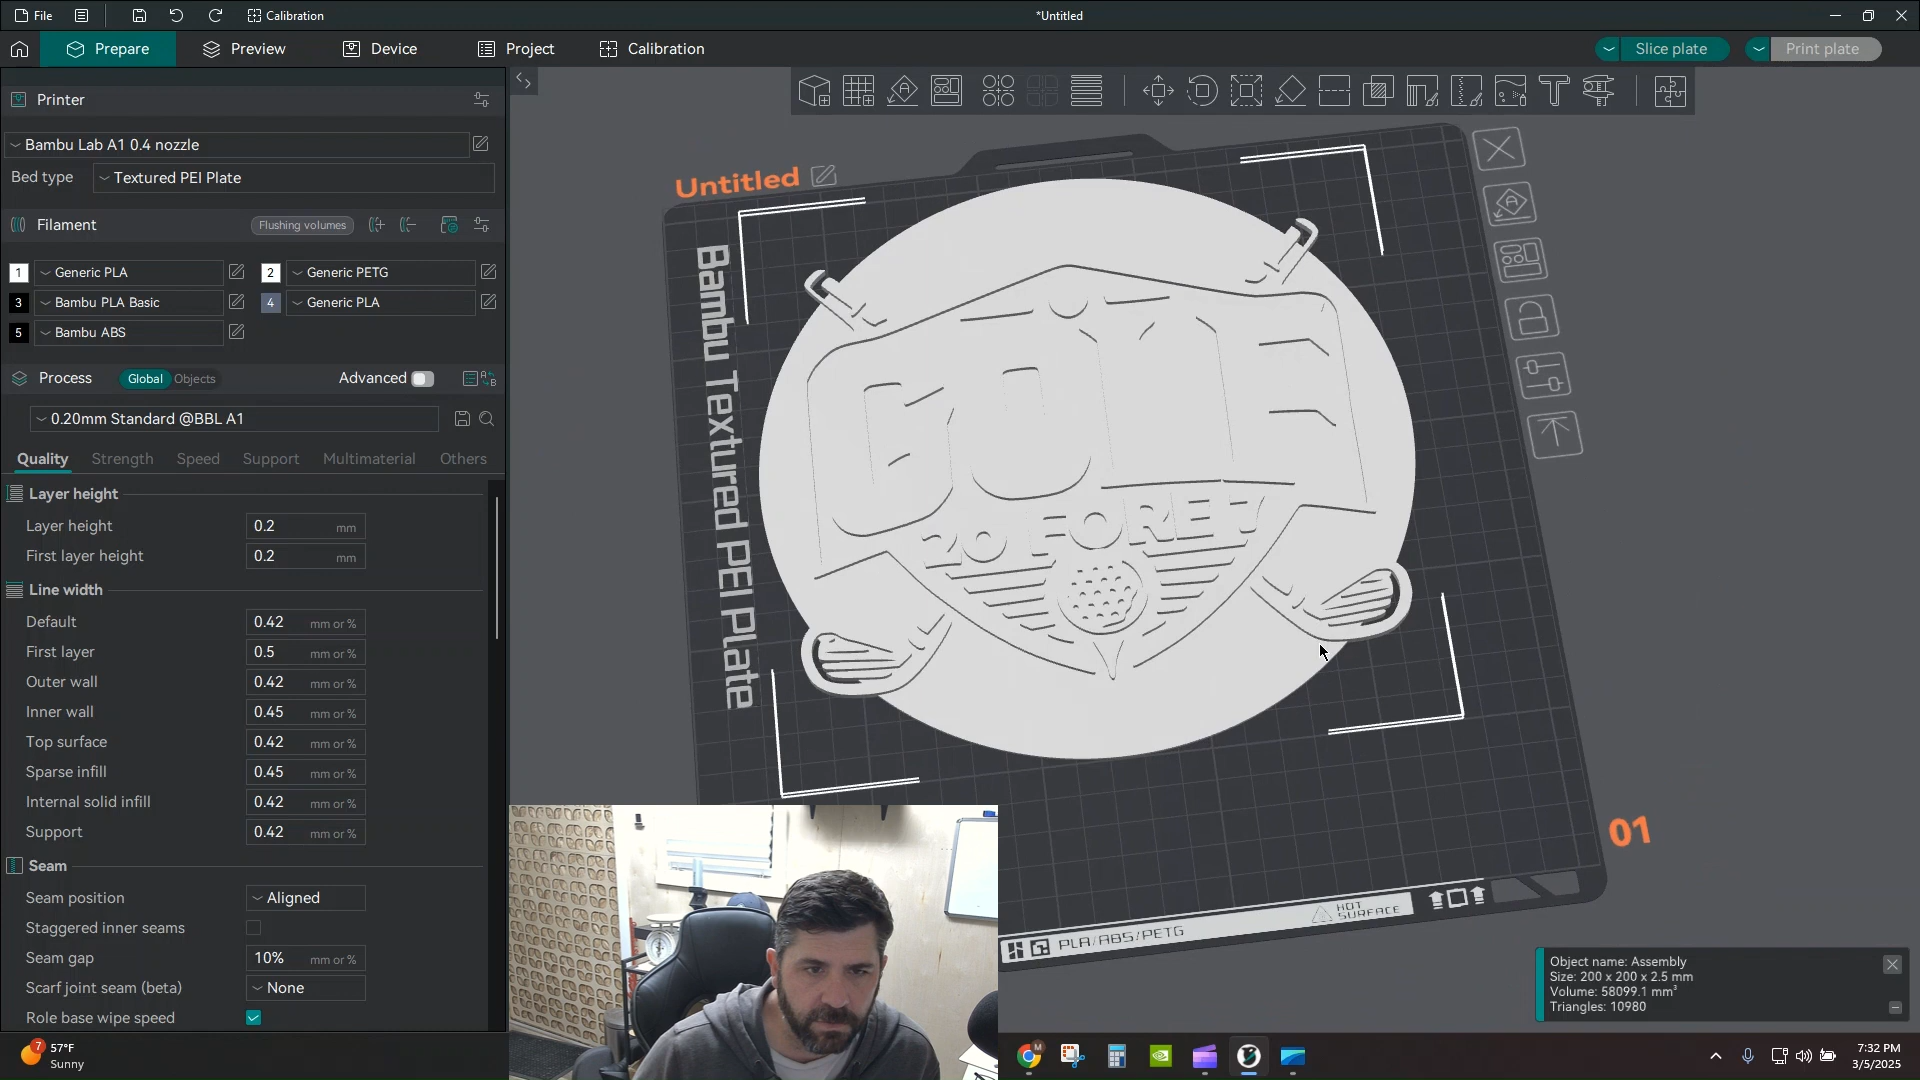 File
Calibration
*Untitled
Prepare
Preview
Device
Project
Calibration
Slice plate
Print plate
Printer
Bambu Lab A1 0.4 nozzle
Bed type
Textured PEI Plate
Filament
Flushing volumes
1 Generic PLA
2 Generic PETG
3 Bambu PLA Basic
4 Generic PLA
5 Bambu ABS
Process
Global
Objects
Advanced
0.20mm Standard @BBL A1
Quality
Strength
Speed
Support
Multimaterial
Others
Layer height
Layer height 0.2 mm
First layer height 0.2 mm
Line width
Default 0.42 mm or %
First layer 0.5 mm or %
Outer wall 0.42 mm or %
Inner wall 0.45 mm or %
Top surface 0.42 mm or %
Sparse infill 0.45 mm or %
Internal solid infill 0.42 mm or %
Support 0.42 mm or %
Seam
Seam position Aligned
Staggered inner seams
Seam gap 10% mm or %
Scarf joint seam (beta) None
Role base wipe speed
Untitled
Bambu Textured PEI Plate
GOLF
20 FORE 7
01
HOT
SURFACE
PLA/ABS/PETG
Object name: Assembly
Size: 200 x 200 x 2.5 mm
Volume: 58099.1 mm³
Triangles: 10980
7
57°F
Sunny
M
7:32 PM
3/5/2025